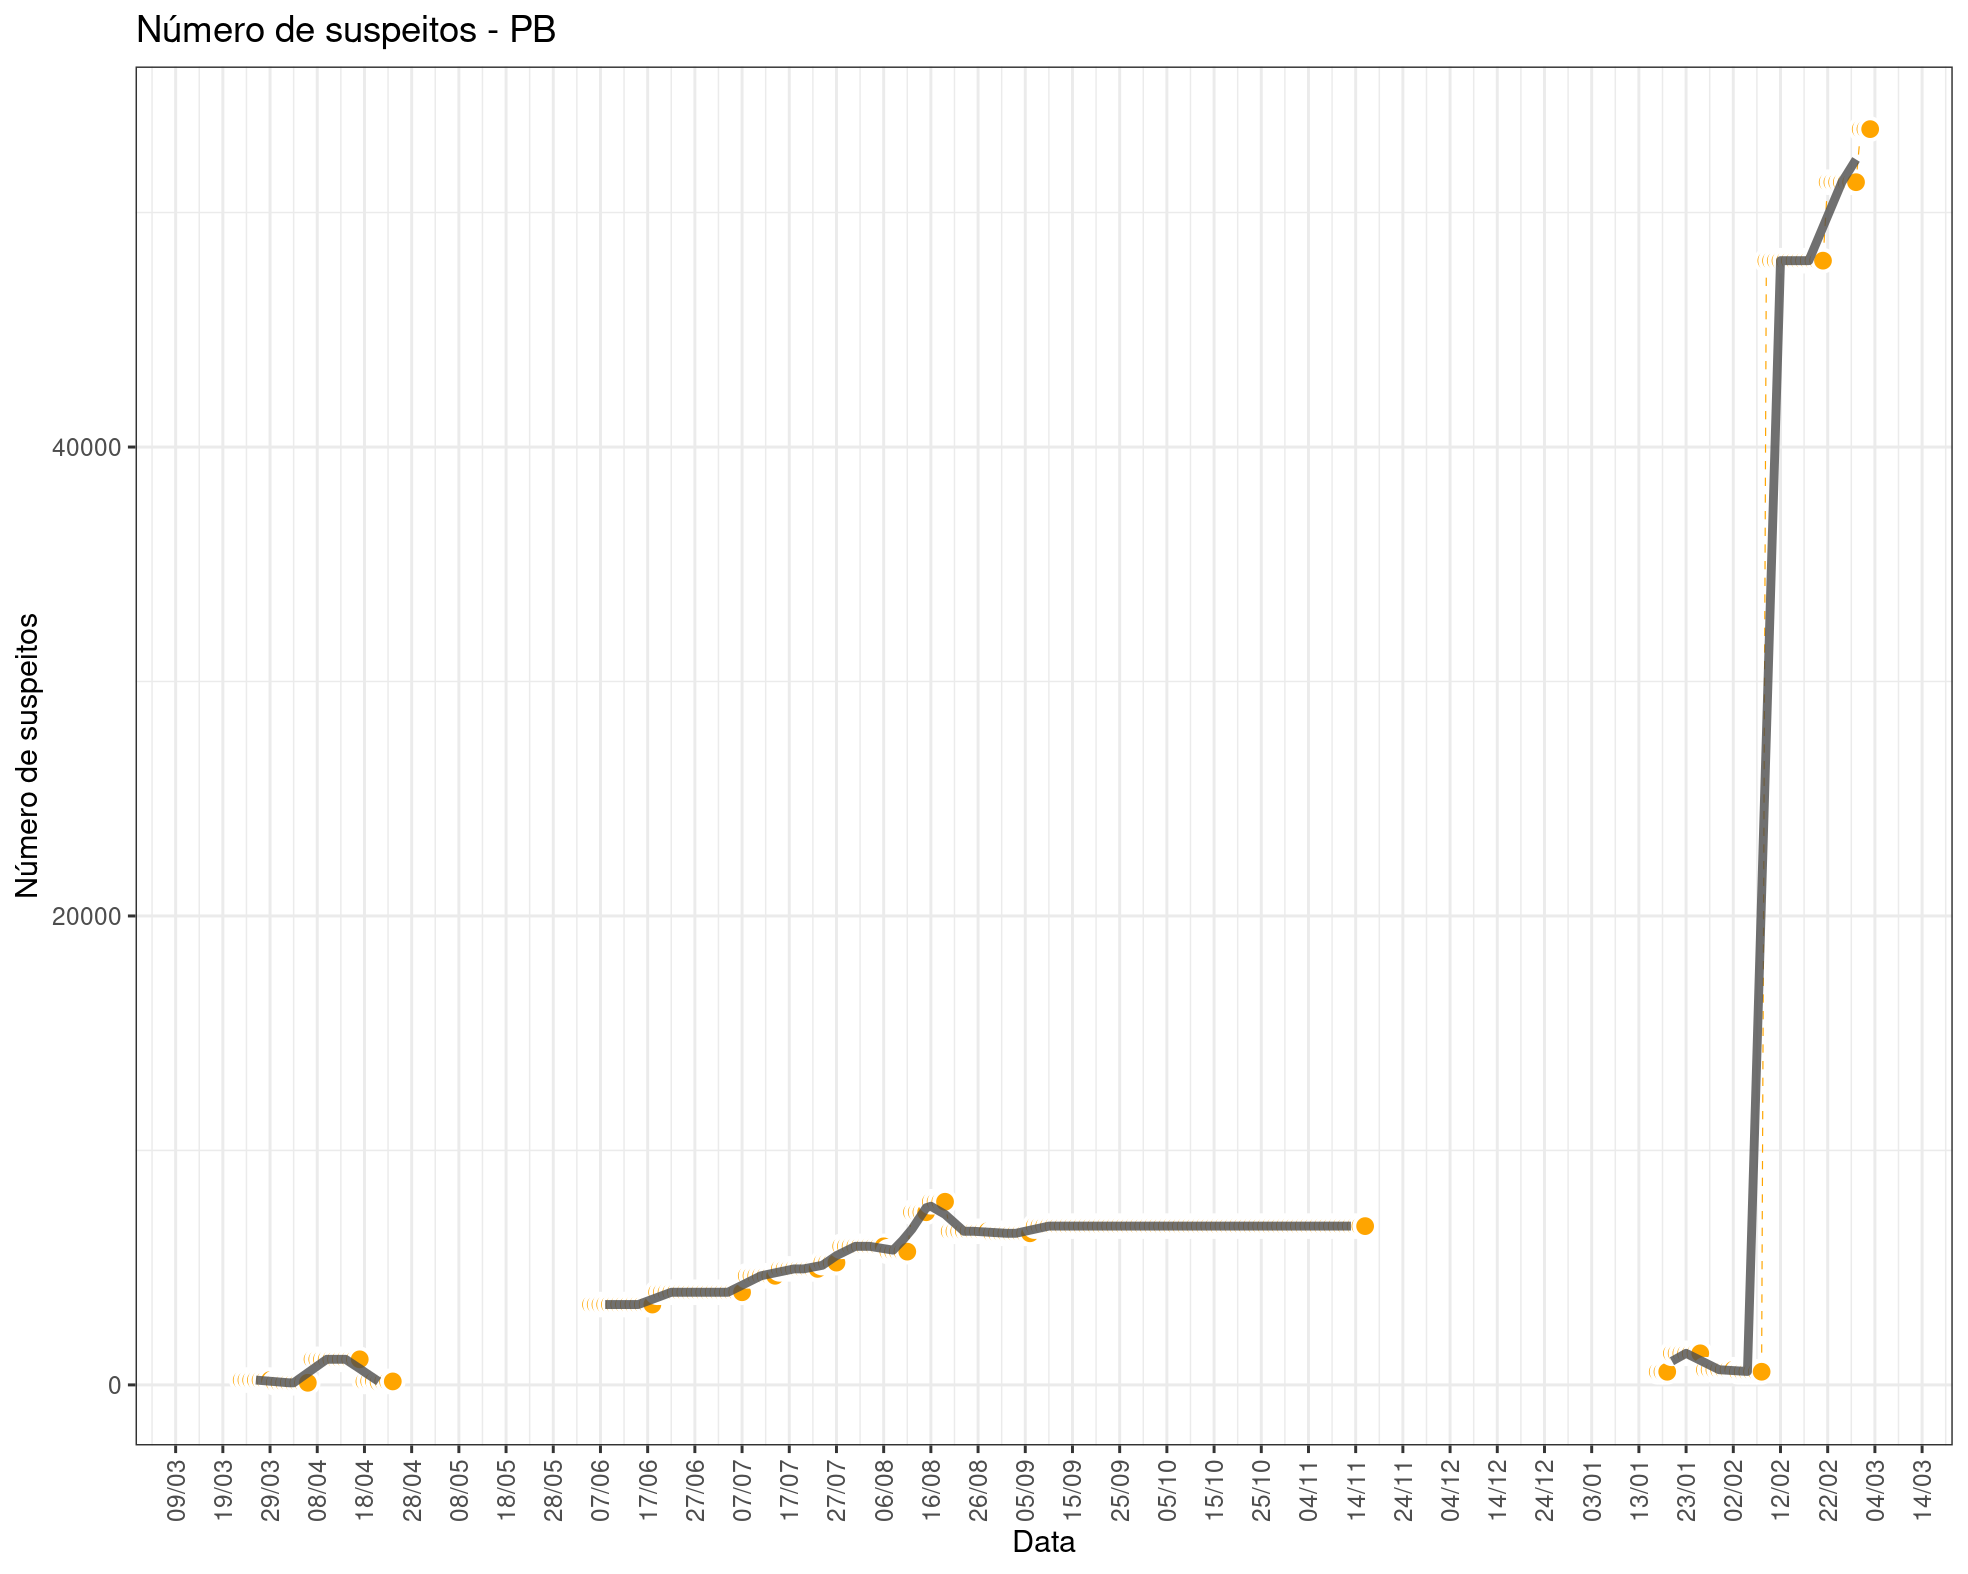 Número de suspeitos - PB
Número de suspeitos
40000
20000
0
09/03 19/03 29/03 08/04 18/04 28/04 08/05 18/05 28/05 07/06 17/06 27/06 07/07 17/07 27/07 06/08 16/08 26/08 05/09 15/09 25/09 05/10 15/10 25/10 04/11 14/11 24/11 04/12 14/12 24/12 03/01 13/01 23/01 02/02 12/02 22/02 04/03 14/03
Data